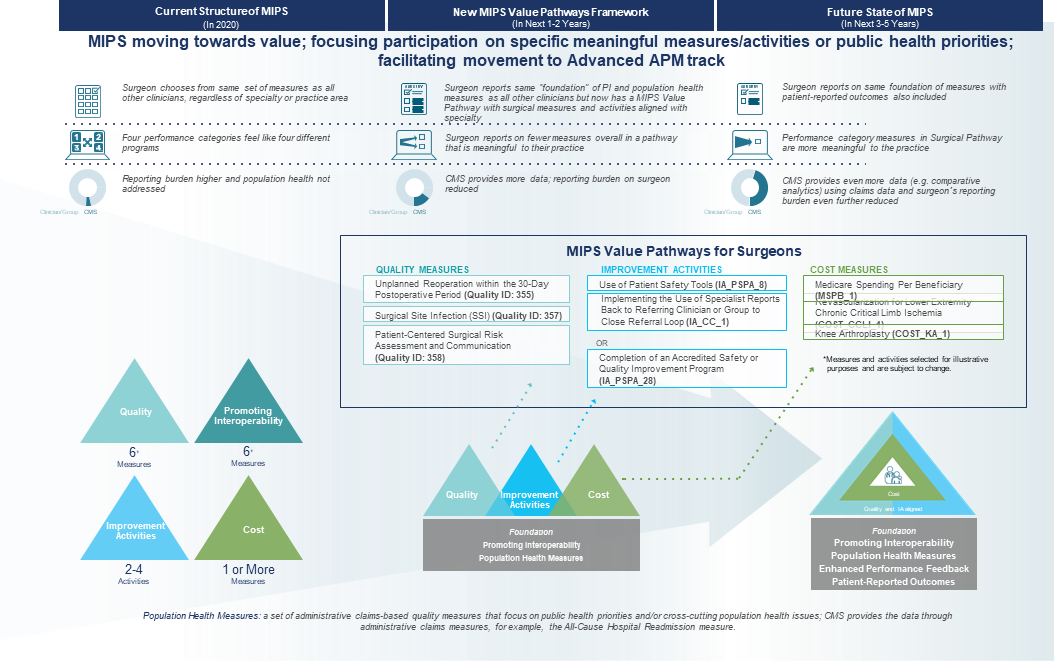 Current Structure of MIPS
(In 2020)
New MIPS Value Pathways Framework
(In Next 1-2 Years)
Future State of MIPS
(In Next 3-5 Years)
MIPS moving towards value; focusing participation on specific meaningful measures/activities or public health priorities;
facilitating movement to Advanced APM track
Surgeon chooses from same set of measures as all
other clinicians, regardless of specialty or practice area
SURGERY
Surgeon reports same "foundation" of PI and population health
measures as all other clinicians but now has a MIPS Value
Pathway with surgical measures and activities aligned with
specialty
SURGERY
Surgeon reports on same foundation of measures with
patient-reported outcomes also included
1 2
3 4
Four performance categories feel like four different
programs
Surgeon reports on fewer measures overall in a pathway
that is meaningful to their practice
Performance category measures in Surgical Pathway
are more meaningful to the practice
Reporting burden higher and population health not
addressed
Clinician/Group CMS
CMS provides more data; reporting burden on surgeon
reduced
Clinician/Group CMS
CMS provides even more data (e.g. comparative
analytics) using claims data and surgeon's reporting
burden even further reduced
Clinician/Group CMS
MIPS Value Pathways for Surgeons
QUALITY MEASURES
Unplanned Reoperation within the 30-Day
Postoperative Period (Quality ID: 355)
Surgical Site Infection (SSI) (Quality ID: 357)
Patient-Centered Surgical Risk
Assessment and Communication
(Quality ID: 358)
IMPROVEMENT ACTIVITIES
Use of Patient Safety Tools (IA_PSPA_8)
Implementing the Use of Specialist Reports
Back to Referring Clinician or Group to
Close Referral Loop (IA_CC_1)
OR
Completion of an Accredited Safety or
Quality Improvement Program
(IA_PSPA_28)
COST MEASURES
Medicare Spending Per Beneficiary
(MSPB_1)
Revascularization for Lower Extremity
Chronic Critical Limb Ischemia
(COST_CCLI_1)
Knee Arthroplasty (COST_KA_1)
*Measures and activities selected for illustrative
purposes and are subject to change.
Quality
6+
Measures
Promoting
Interoperability
6+
Measures
Improvement
Activities
2-4
Activities
Cost
1 or More
Measures
Quality
Improvement
Activities
Cost
Foundation
Promoting Interoperability
Population Health Measures
Cost
Quality and IA aligned
Foundation
Promoting Interoperability
Population Health Measures
Enhanced Performance Feedback
Patient-Reported Outcomes
Population Health Measures: a set of administrative claims-based quality measures that focus on public health priorities and/or cross-cutting population health issues; CMS provides the data through
administrative claims measures, for example, the All-Cause Hospital Readmission measure.